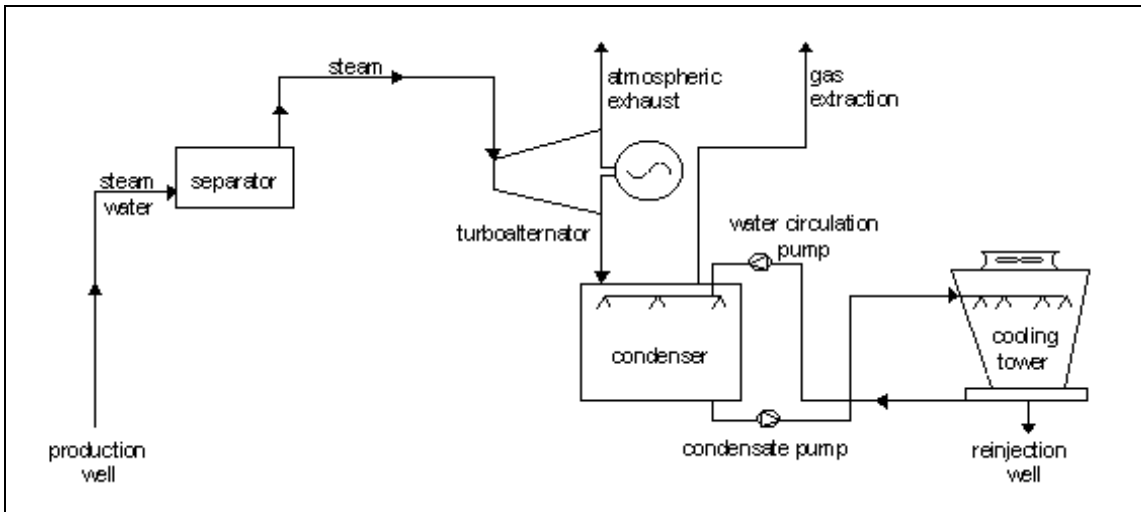 steam
atmospheric
exhaust
gas
extraction
separator
steam
water
turboalternator
water circulation
pump
condenser
cooling
tower
production
well
condensate pump
reinjection
well